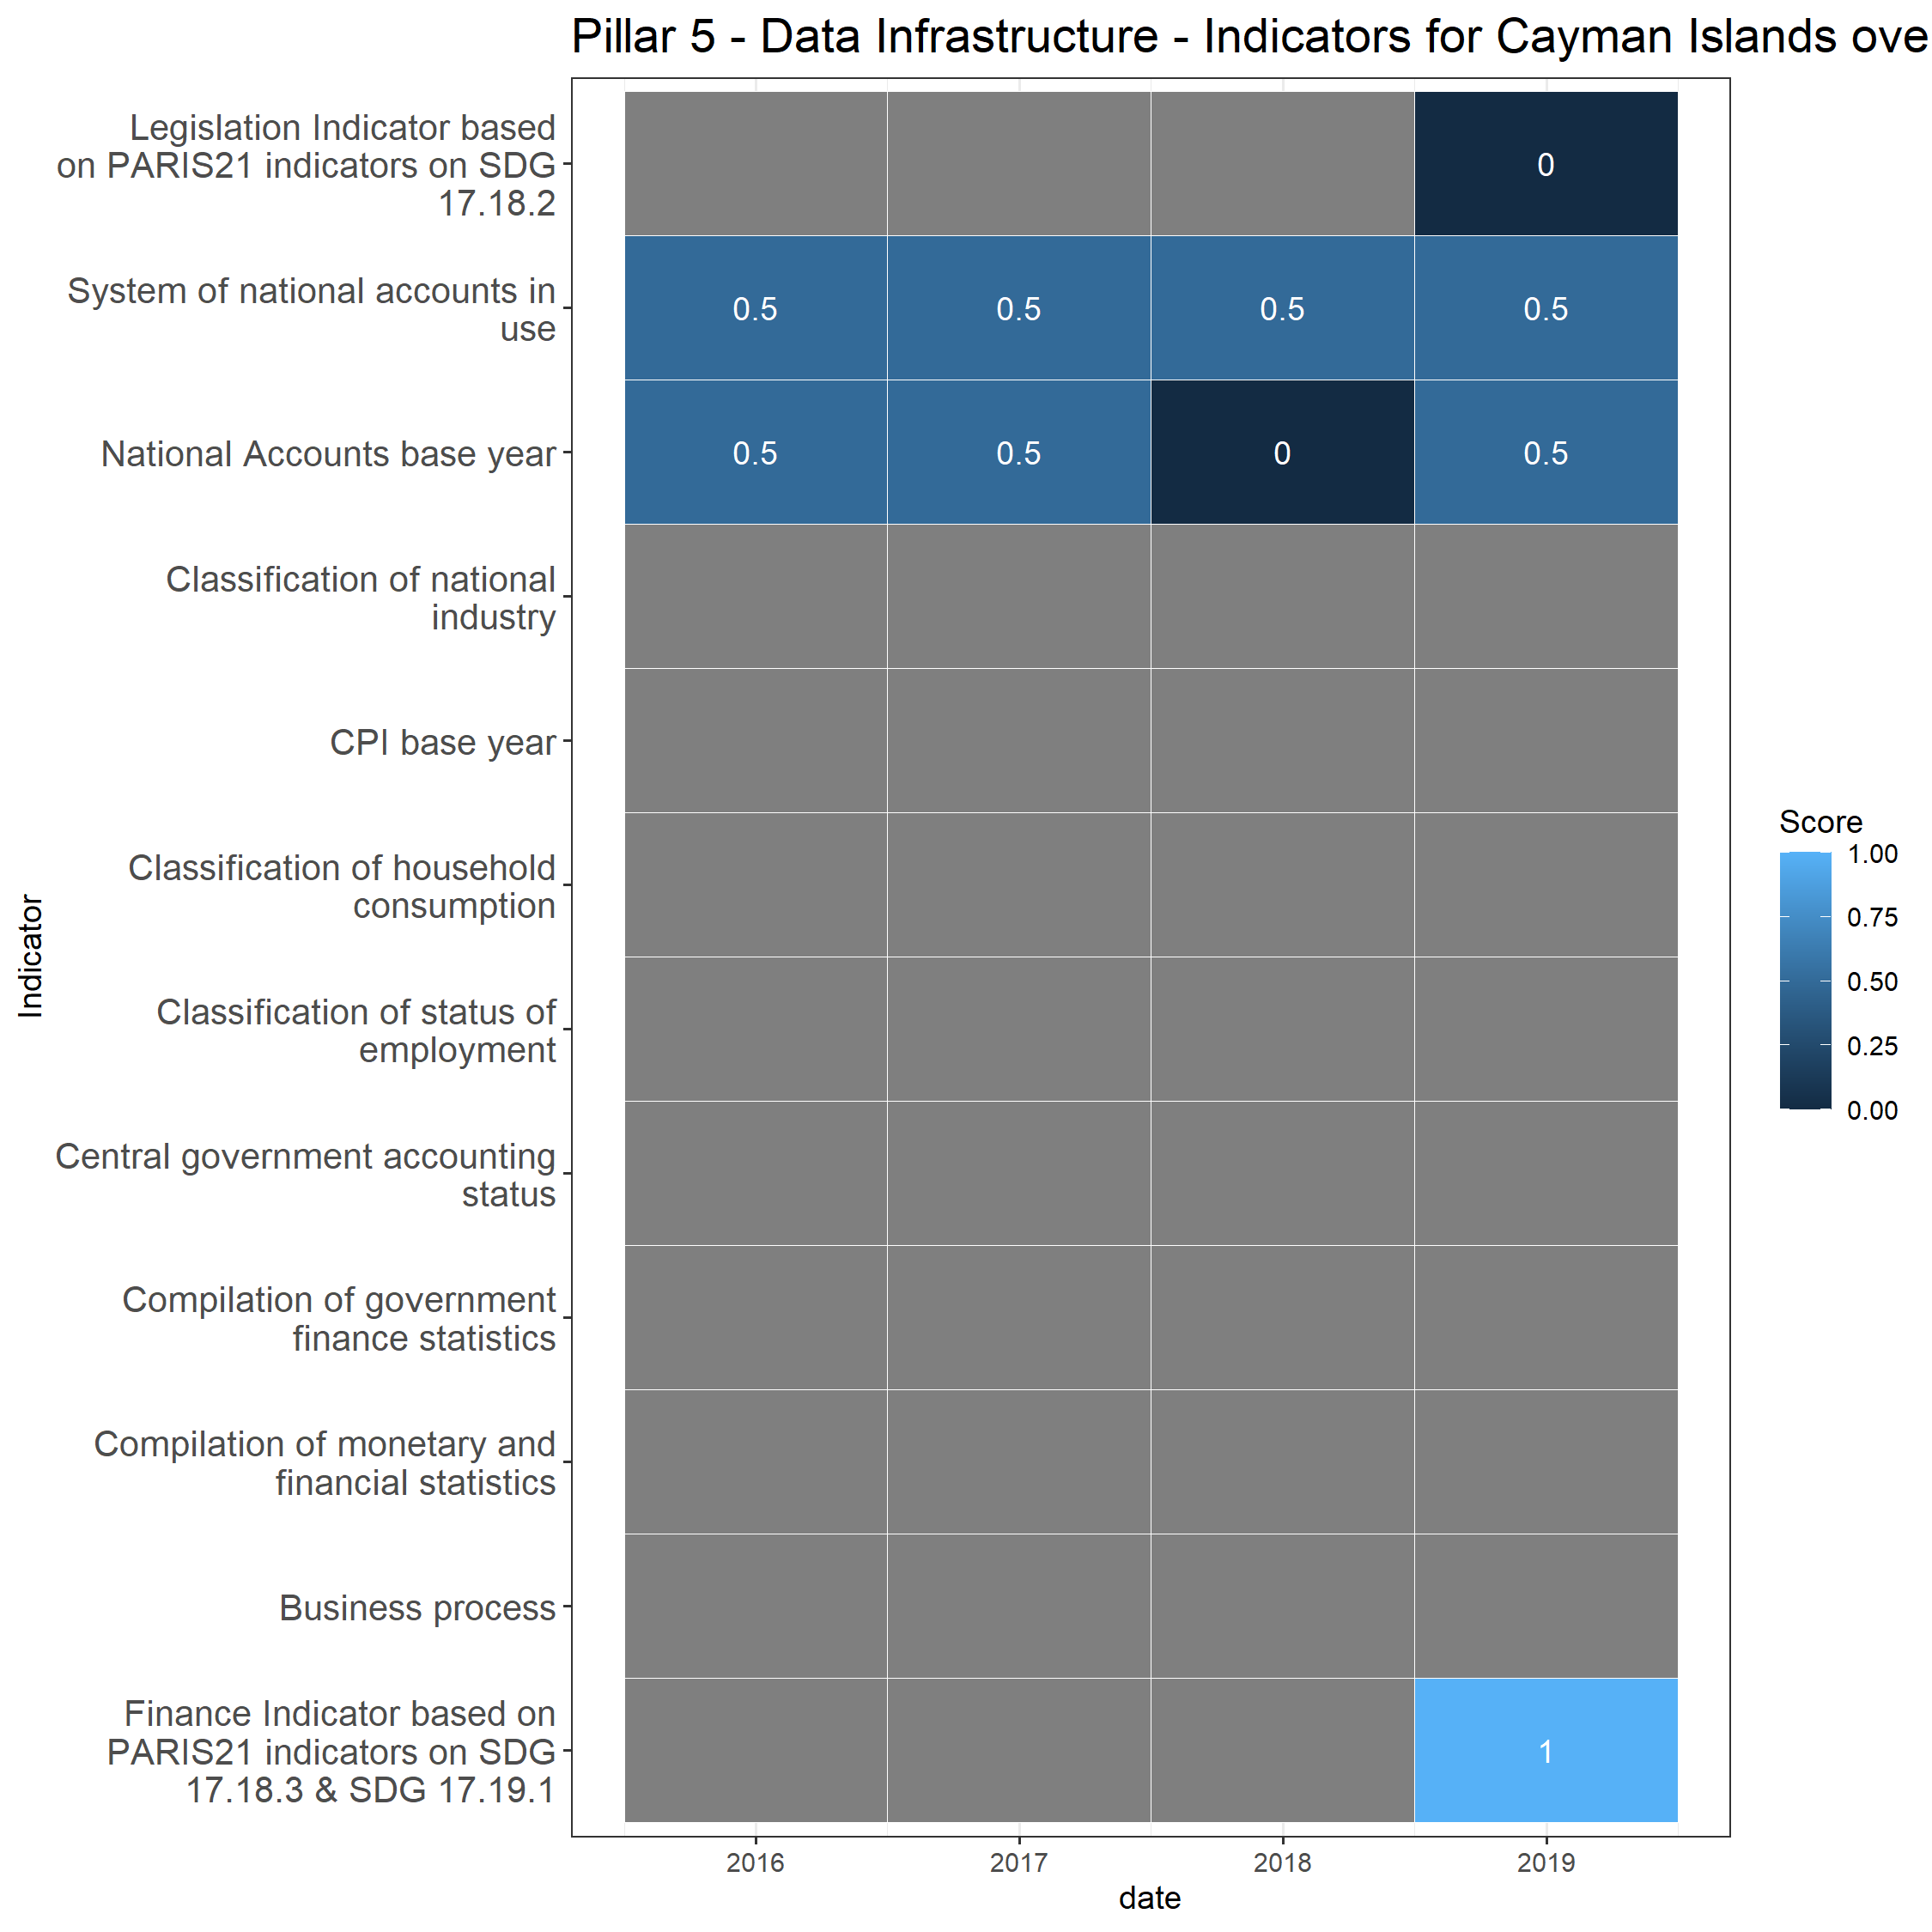 Pillar 5 - Data Infrastructure - Indicators for Cayman Islands ove
Legislation Indicator based
on PARIS21 indicators on SDG
17.18.2
0
System of national accounts in
use
0.5
0.5
0.5
0.5
National Accounts base year
0.5
0.5
0
0.5
Classification of national
industry
CPI base year
Classification of household
consumption
Classification of status of
employment
Central government accounting
status
Compilation of government
finance statistics
Compilation of monetary and
financial statistics
Business process
Finance Indicator based on
PARIS21 indicators on SDG
17.18.3 & SDG 17.19.1
1
Indicator
2016
2017
2018
2019
date
Score
1.00
0.75
0.50
0.25
0.00